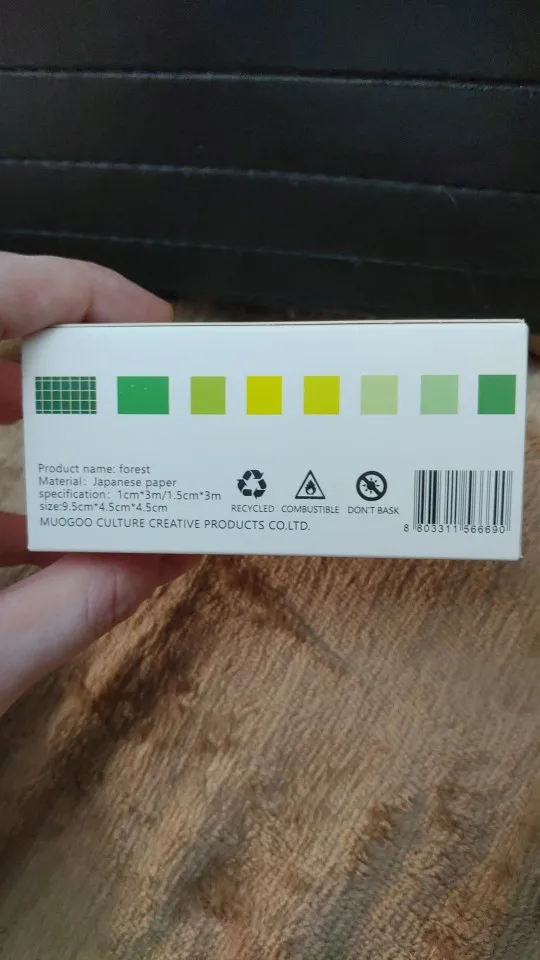 Product name: forest
Material: Japanese paper
specification: 1cm*3m/1.5cm*3m
size:9.5cm*4.5cm*4.5cm
MUOGOO CULTURE CREATIVE PRODUCTS CO.LTD.
RECYCLED COMBUSTIBLE DON'T BASK
8 803311 566690